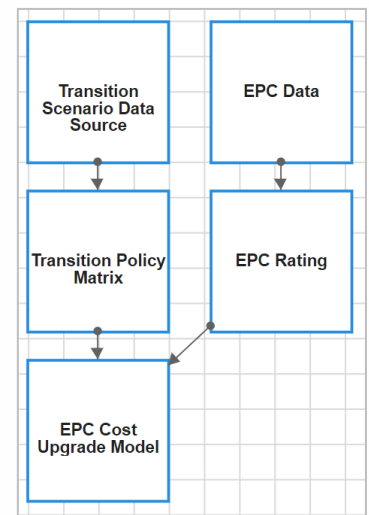 Transition
Scenario Data
Source
EPC Data
Transition Policy
Matrix
EPC Rating
EPC Cost
Upgrade Model